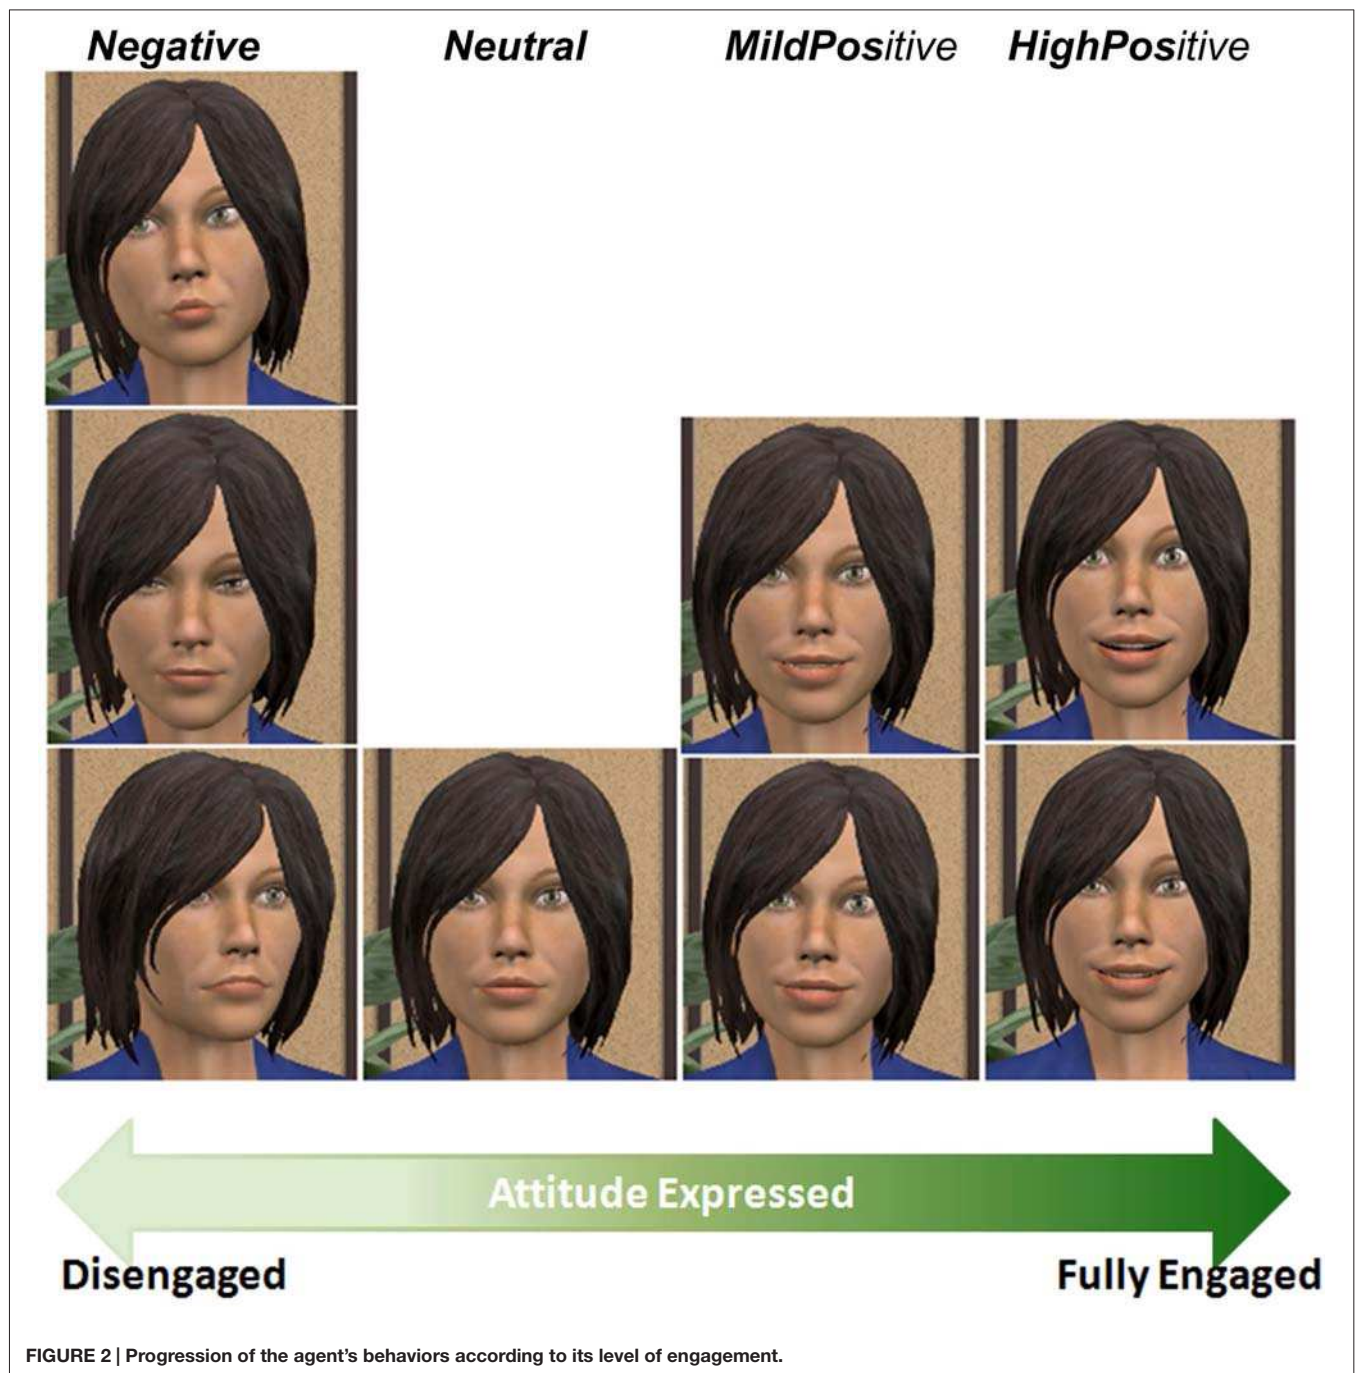 Negative Neutral MildPositive HighPositive
Attitude Expressed
Disengaged Fully Engaged
FIGURE 2 | Progression of the agent's behaviors according to its level of engagement.